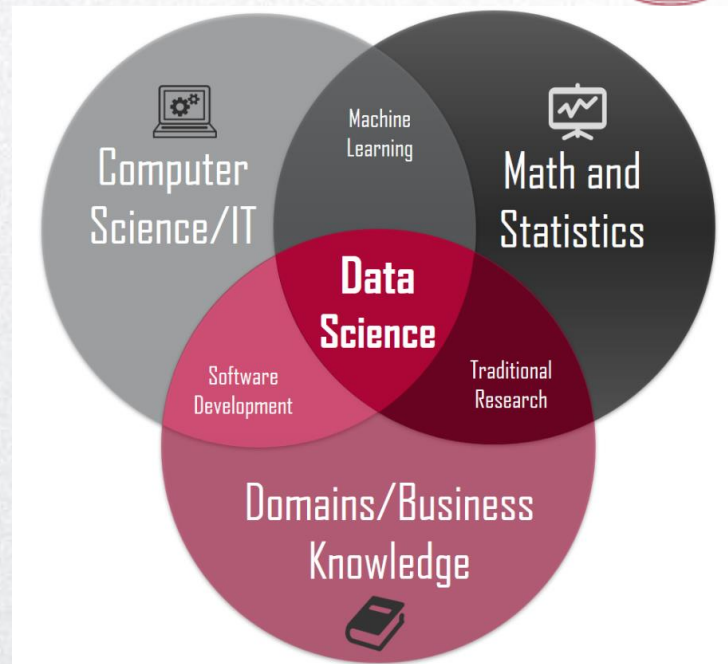 Machine
Learning
Computer
Science/IT
Math and
Statistics
Data
Science
Software
Development
Traditional
Research
Domains/Business
Knowledge